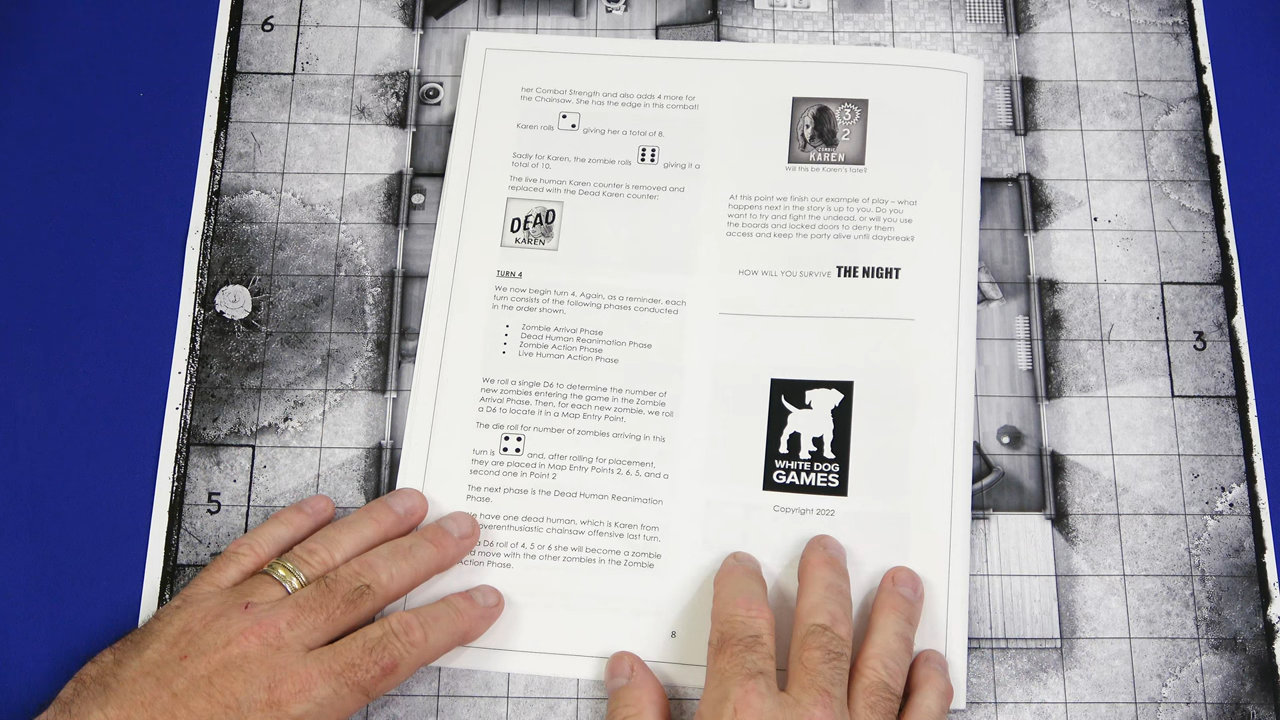 6
her Combat Strength and also adds 4 more for
the Chainsaw. She has the edge in this combat!
Karen rolls giving her a total of 8.
Sadly for Karen, the zombie rolls giving it a
total of 10.
The live human Karen counter is removed and
replaced with the Dead Karen counter:
DEAD
KAREN
TURN 4
We now begin turn 4. Again, as a reminder, each
turn consists of the following phases conducted
in the order shown.
• Zombie Arrival Phase
• Dead Human Reanimation Phase
• Zombie Action Phase
• Live Human Action Phase
We roll a single D6 to determine the number of
new zombies entering the game in the Zombie
Arrival Phase. Then, for each new zombie, we roll
a D6 to locate it in a Map Entry Point.
The die roll for number of zombies arriving in this
turn is and, after rolling for placement,
they are placed in Map Entry Points 2, 6, 5, and a
second one in Point 2
The next phase is the Dead Human Reanimation
Phase.
have one dead human, which is Karen from
overenthusiastic chainsaw offensive last turn.
a D6 roll of 4, 5 or 6 she will become a zombie
move with the other zombies in the Zombie
Action Phase.
3
2
ZOMBIE
KAREN
Will this be Karen's fate?
At this point we finish our example of play – what
happens next in the story is up to you. Do you
want to try and fight the undead, or will you use
the boards and locked doors to deny them
access and keep the party alive until daybreak?
HOW WILL YOU SURVIVE THE NIGHT
WHITE DOG
GAMES
Copyright 2022
8
5
3